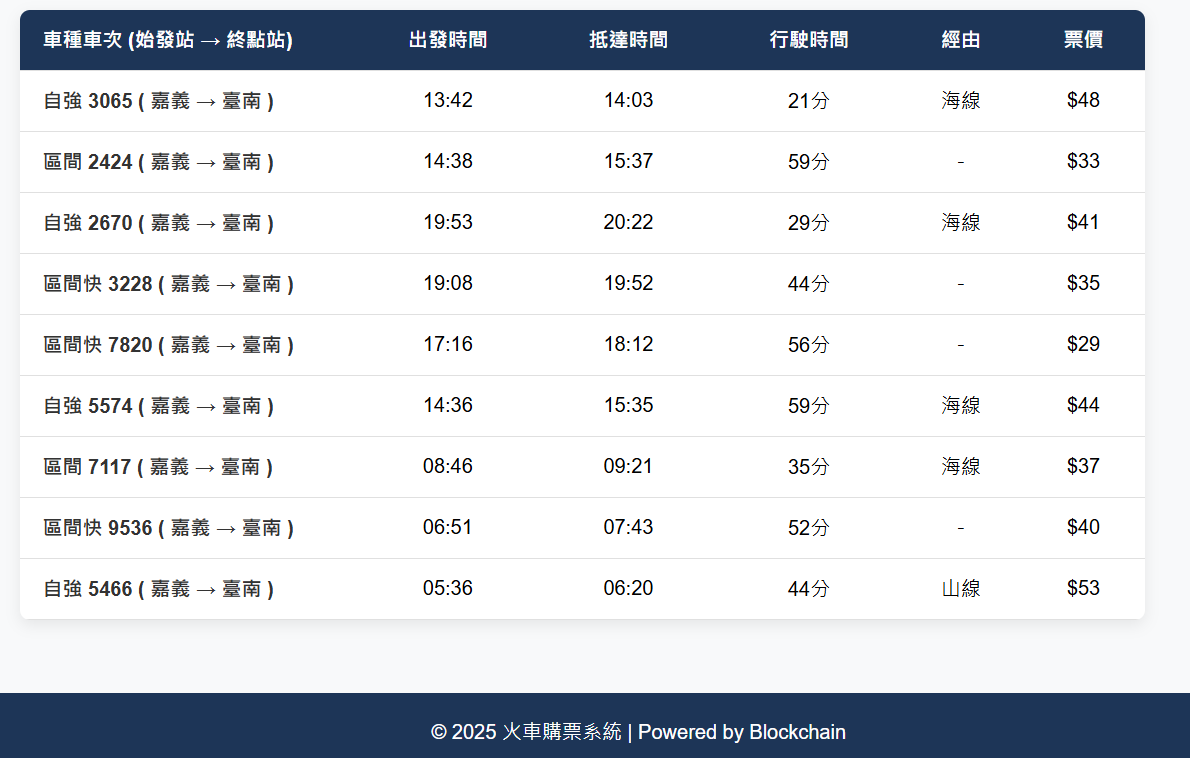 車種車次 (始發站 → 終點站) 出發時間 抵達時間 行駛時間 經由 票價
自強 3065 ( 嘉義 → 臺南 ) 13:42 14:03 21分 海線 $48
區間 2424 ( 嘉義 → 臺南 ) 14:38 15:37 59分 - $33
自強 2670 ( 嘉義 → 臺南 ) 19:53 20:22 29分 海線 $41
區間快 3228 ( 嘉義 → 臺南 ) 19:08 19:52 44分 - $35
區間快 7820 ( 嘉義 → 臺南 ) 17:16 18:12 56分 - $29
自強 5574 ( 嘉義 → 臺南 ) 14:36 15:35 59分 海線 $44
區間 7117 ( 嘉義 → 臺南 ) 08:46 09:21 35分 海線 $37
區間快 9536 ( 嘉義 → 臺南 ) 06:51 07:43 52分 - $40
自強 5466 ( 嘉義 → 臺南 ) 05:36 06:20 44分 山線 $53
© 2025 火車購票系統 | Powered by Blockchain